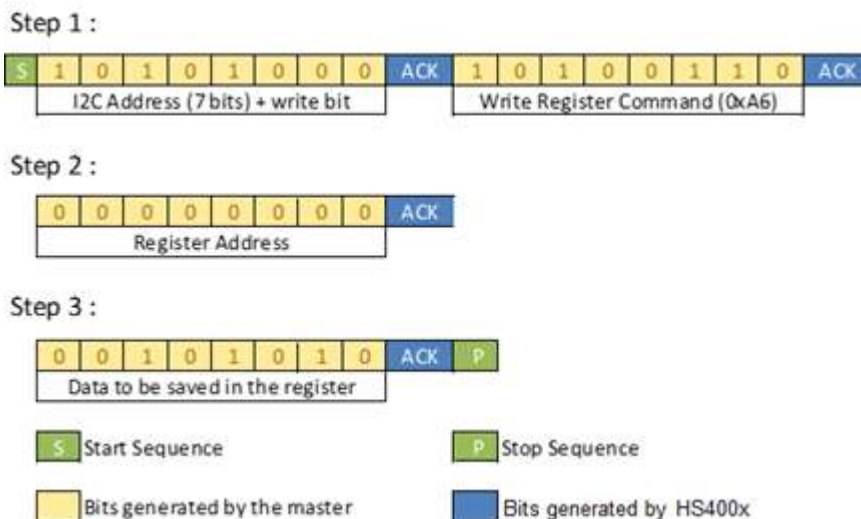 Step 1 :
S 1 0 1 0 1 0 0 0 ACK 1 0 1 0 0 1 1 0 ACK
I2C Address (7 bits) + write bit Write Register Command (0xA6)
Step 2 :
0 0 0 0 0 0 0 0 ACK
Register Address
Step 3 :
0 0 1 0 1 0 1 0 ACK P
Data to be saved in the register
S Start Sequence P Stop Sequence
Bits generated by the master Bits generated by HS400x